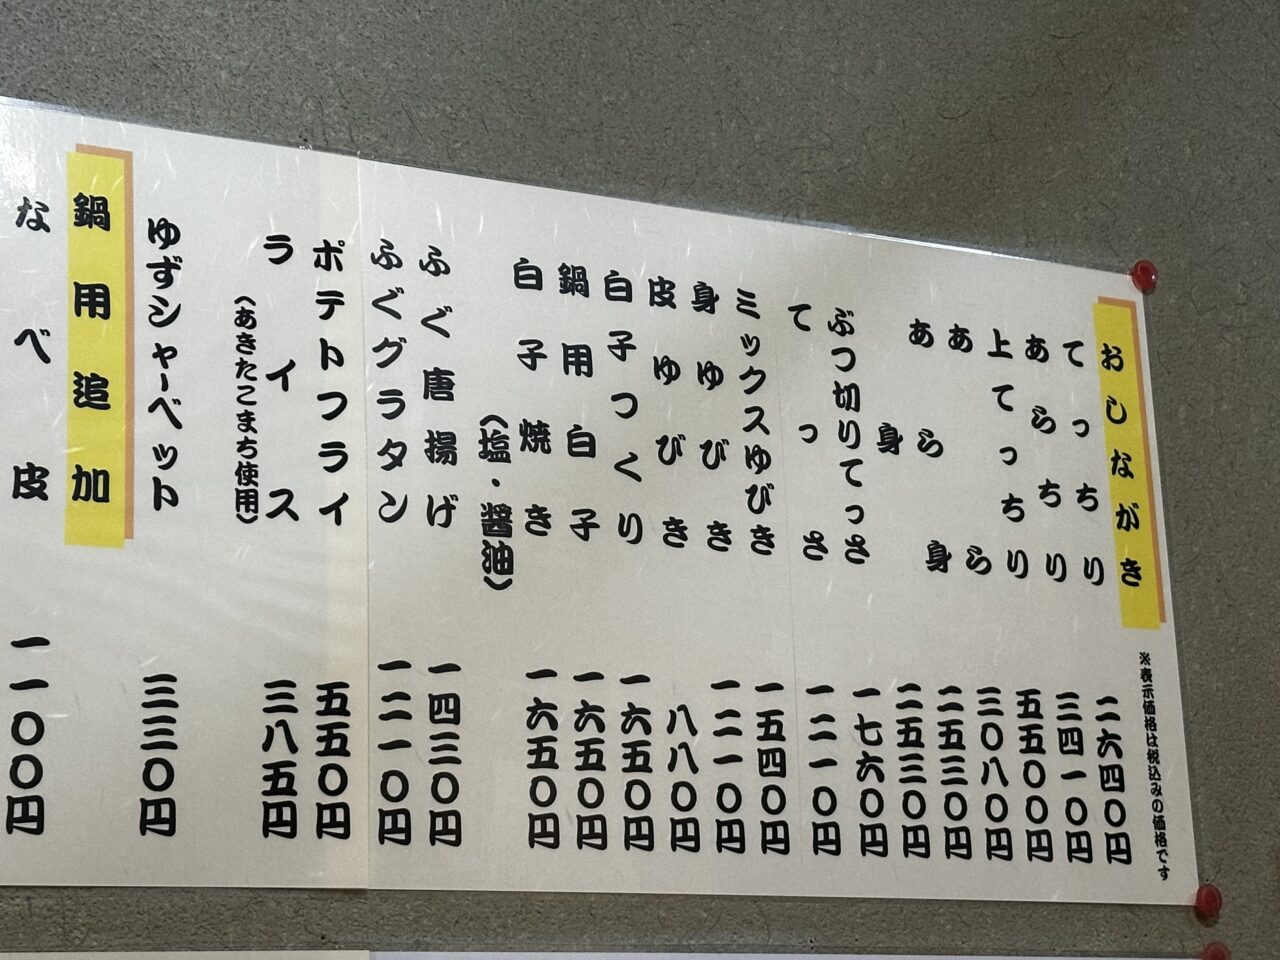 おしながき
※表示価格は税込みの価格です
てっちり 二六四〇円
あらちり 三四一〇円
上てっちり 五五〇〇円
あら 三〇八〇円
あら身 二五三〇円
身 二五三〇円
ぶつ切りてっさ 一七六〇円
てっさ 一二一〇円
ミックスゆびき 一五四〇円
身ゆびき 一二一〇円
皮ゆびき 八八〇円
白子つくり 一六五〇円
鍋用白子 一六五〇円
白子焼き 一六五〇円
（塩・醤油）
ふぐ唐揚げ 一四三〇円
ふぐグラタン 一二一〇円
ポテトフライ 五五〇円
ライス 三八五円
（あきたこまち使用）
ゆずシャーベット 三三〇円
鍋用追加
なべ皮 一一〇〇円